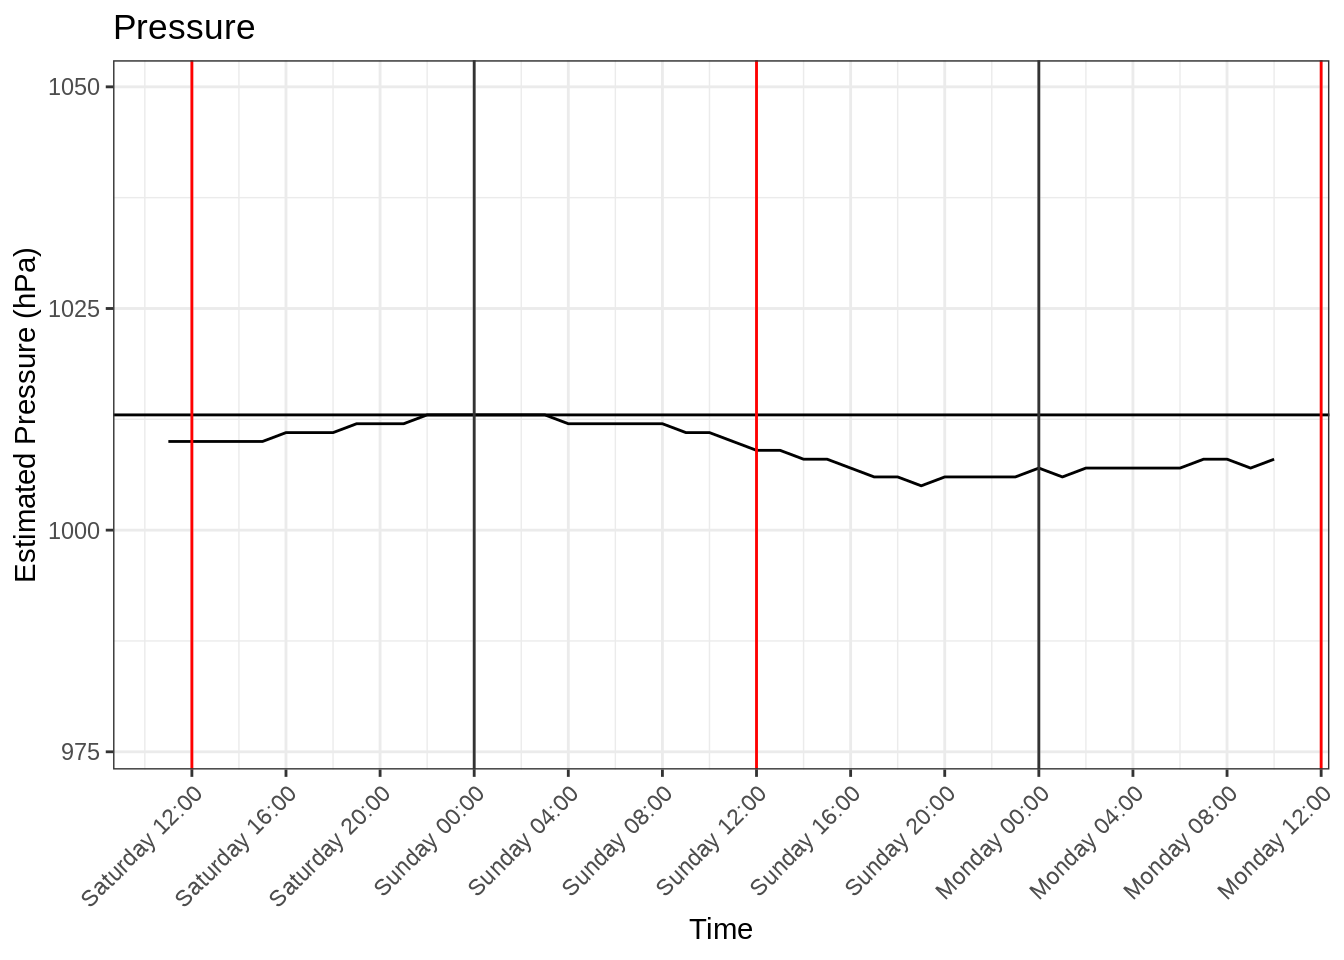 Pressure
Estimated Pressure (hPa)
1050
1025
1000
975
Saturday 12:00
Saturday 16:00
Saturday 20:00
Sunday 00:00
Sunday 04:00
Sunday 08:00
Sunday 12:00
Sunday 16:00
Sunday 20:00
Monday 00:00
Monday 04:00
Monday 08:00
Monday 12:00
Time